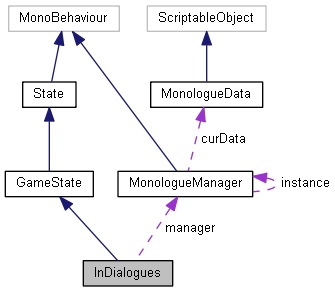 MonoBehaviour
ScriptableObject
State
MonologueData
curData
GameState
MonologueManager
instance
manager
InDialogues